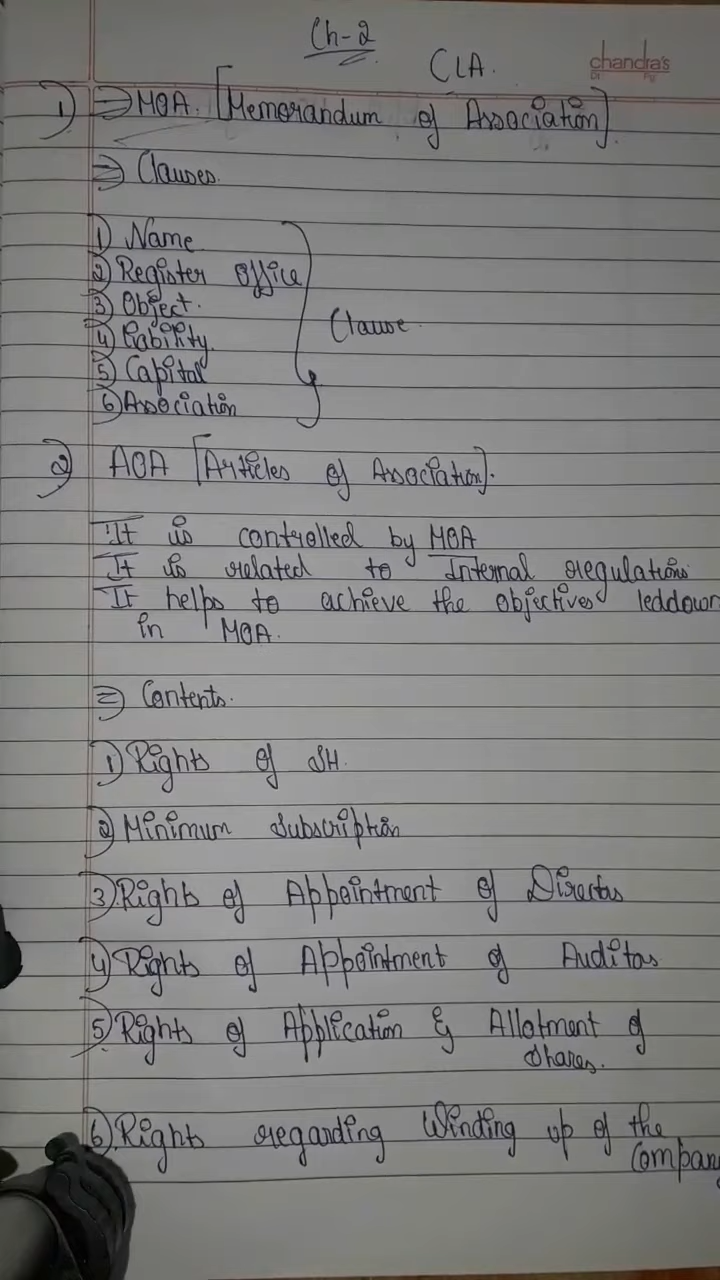 Ch-2
CLA.
chandra's
1) ⇒ MOA. [Memorandum of Association].
⇒ Clauses.
1) Name
2) Register office
3) Object.
4) Liability.
5) Capital
6) Association
Clause.
2) AOA [Articles of Association].
It is controlled by MOA
It is related to Internal regulations
It helps to achieve the objectives leddown
in MOA.
⇒ Contents.
1) Rights of SH.
2) Minimum Subscription
3) Rights of Appointment of Directos
4) Rights of Appointment of Auditos
5) Rights of Application & Allotment of
Shares.
6) Rights regarding Winding up of the
Company